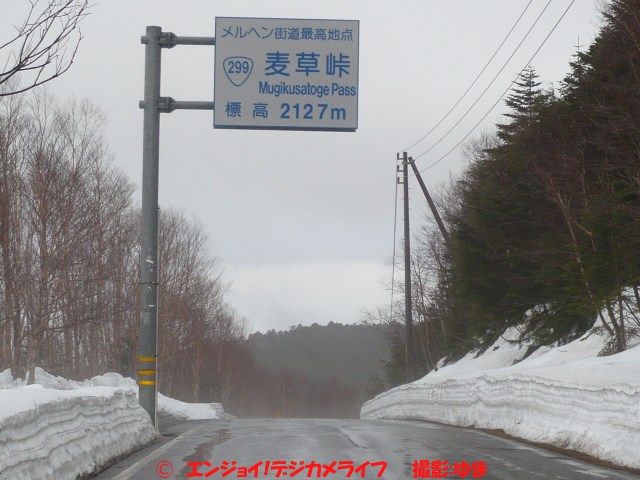 メルヘン街道最高地点
299 麦草峠
Mugikusatoge Pass
標高 2127m
© エンジョイ!デジカメライフ 撮影:ゆま